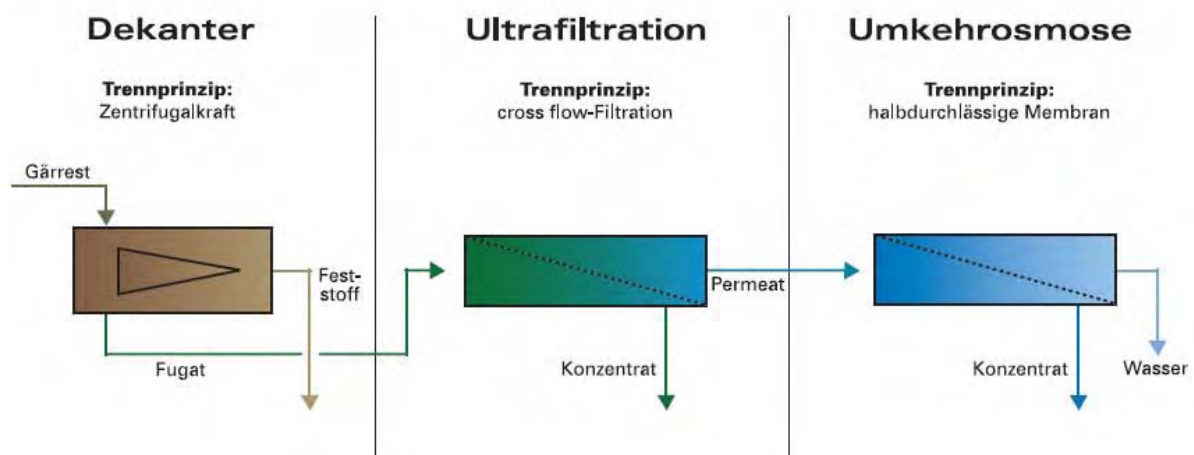 Dekanter
Trennprinzip:
Zentrifugalkraft
Gärrest
Fest-
stoff
Fugat
Ultrafiltration
Trennprinzip:
cross flow-Filtration
Permeat
Konzentrat
Umkehrosmose
Trennprinzip:
halbdurchlässige Membran
Konzentrat
Wasser